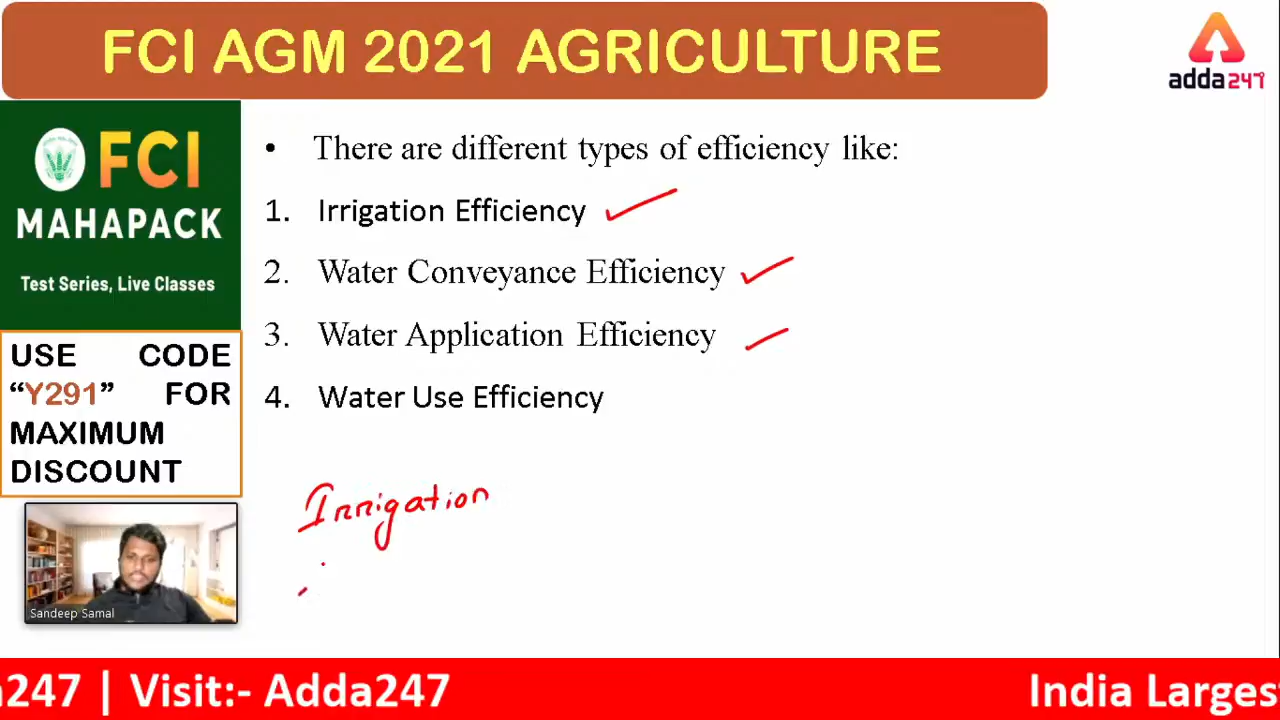 FCI AGM 2021 AGRICULTURE
adda247
FCI
MAHAPACK
Test Series, Live Classes
USE CODE
“Y291” FOR
MAXIMUM
DISCOUNT
Sandeep Samal
• There are different types of efficiency like:
1. Irrigation Efficiency
2. Water Conveyance Efficiency
3. Water Application Efficiency
4. Water Use Efficiency
Irrigation
a247 | Visit:- Adda247
India Larges